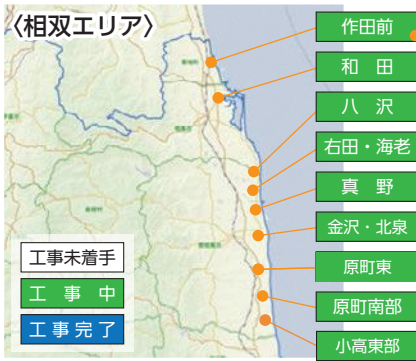 〈相双エリア〉
作田前
和田
八沢
右田・海老
真野
金沢・北泉
原町東
原町南部
小高東部
工事未着手
工事中
工事完了